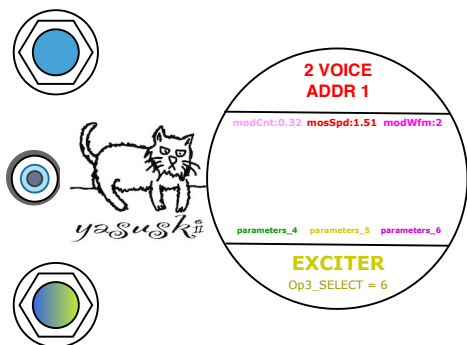 2 VOICE
ADDR 1
modCnt:0.32 mosSpd:1.51 modWfm:2
yasuski
parameters_4 parameters_5 parameters_6
EXCITER
Op3_SELECT = 6